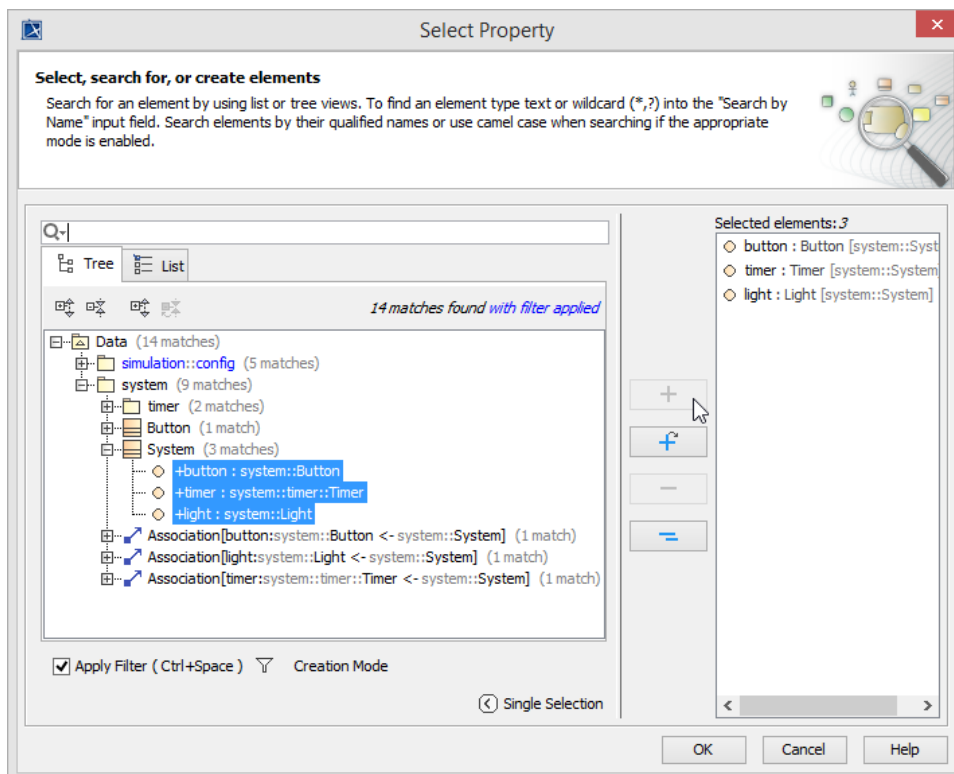 Select Property
Select, search for, or create elements
Search for an element by using list or tree views. To find an element type text or wildcard (*,?) into the "Search by
Name" input field. Search elements by their qualified names or use camel case when searching if the appropriate
mode is enabled.
Selected elements: 3
button : Button [system::Syst
timer : Timer [system::System
light : Light [system::System]
Tree
List
14 matches found with filter applied
Data (14 matches)
simulation::config (5 matches)
system (9 matches)
timer (2 matches)
Button (1 match)
System (3 matches)
+button : system::Button
+timer : system::timer::Timer
+light : system::Light
Association[button:system::Button <- system::System] (1 match)
Association[light:system::Light <- system::System] (1 match)
Association[timer:system::timer::Timer <- system::System] (1 match)
Apply Filter ( Ctrl+Space )
Creation Mode
Single Selection
OK
Cancel
Help